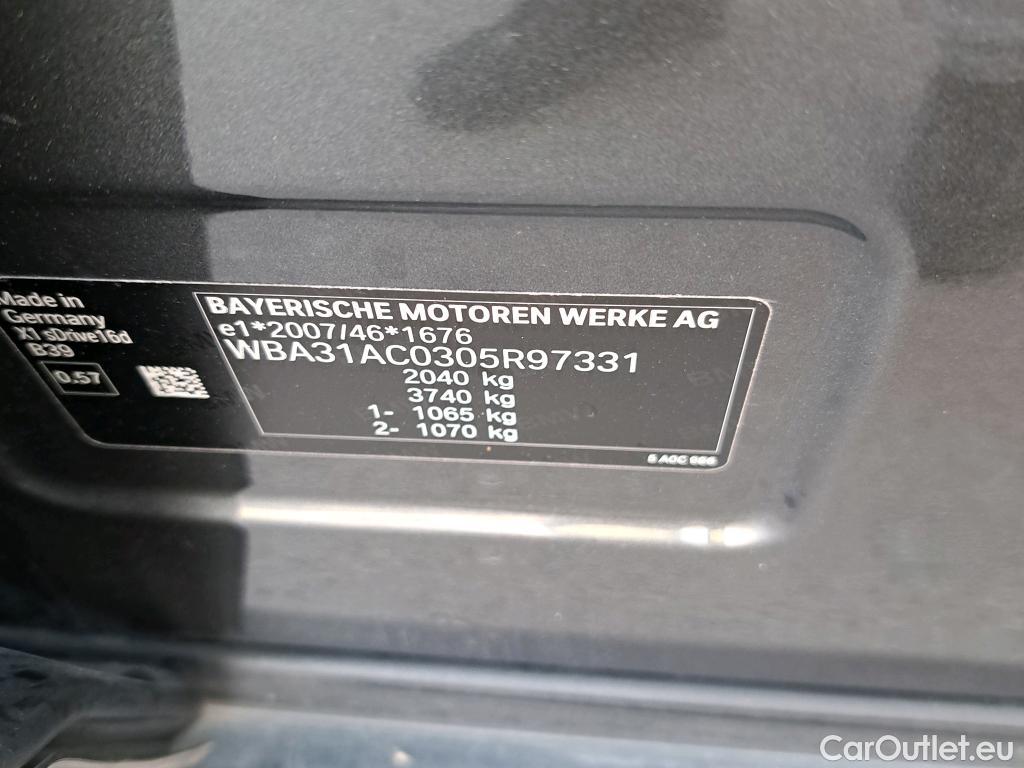 Made in
Germany
X1 sDrive16d
B39
0.57
BAYERISCHE MOTOREN WERKE AG
e1*2007/46*1676
WBA31AC0305R97331
2040 kg
3740 kg
1- 1065 kg
2- 1070 kg
CarOutlet.eu